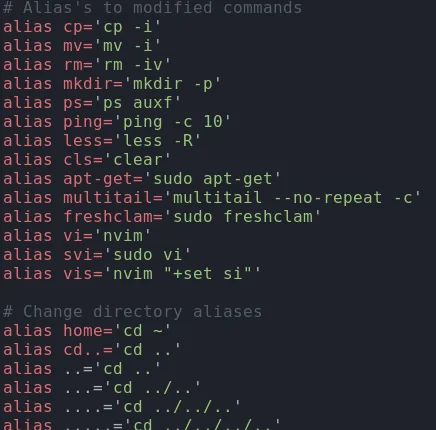 # Alias's to modified commands
alias cp='cp -i'
alias mv='mv -i'
alias rm='rm -iv'
alias mkdir='mkdir -p'
alias ps='ps auxf'
alias ping='ping -c 10'
alias less='less -R'
alias cls='clear'
alias apt-get='sudo apt-get'
alias multitail='multitail --no-repeat -c'
alias freshclam='sudo freshclam'
alias vi='nvim'
alias svi='sudo vi'
alias vis='nvim "+set si"'

# Change directory aliases
alias home='cd ~'
alias cd..='cd ..'
alias ..='cd ..'
alias ...='cd ../..'
alias ....='cd ../../..'
alias .....='cd ../../../..'